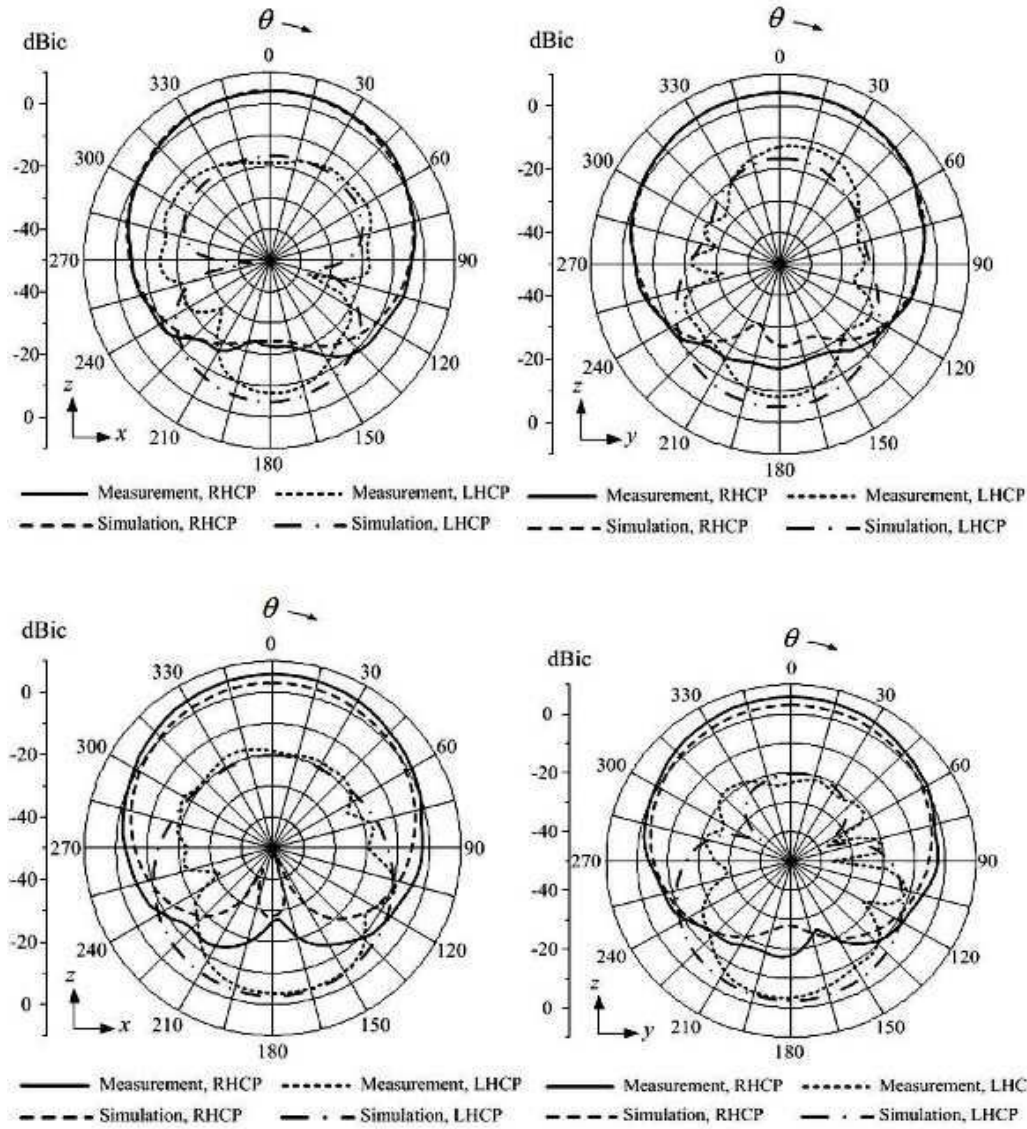 θ
dBic
0
330 30
0
300 60
-20
-40
270 90
-40
240 120
-20
z
0
x
210 150
180
Measurement, RHCP Measurement, LHCP
Simulation, RHCP Simulation, LHCP
θ
dBic
0
330 30
0
300 60
-20
-40
270 90
-40
240 120
-20
z
0
y
210 150
180
Measurement, RHCP Measurement, LHCP
Simulation, RHCP Simulation, LHCP
θ
dBic
0
330 30
0
300 60
-20
-40
270 90
-40
240 120
-20
z
0
x
210 150
180
Measurement, RHCP Measurement, LHCP
Simulation, RHCP Simulation, LHCP
θ
dBic
0
330 30
0
300 60
-20
-40
270 90
-40
240 120
-20
z
0
y
210 150
180
Measurement, RHCP Measurement, LHC
Simulation, RHCP Simulation, LHCP